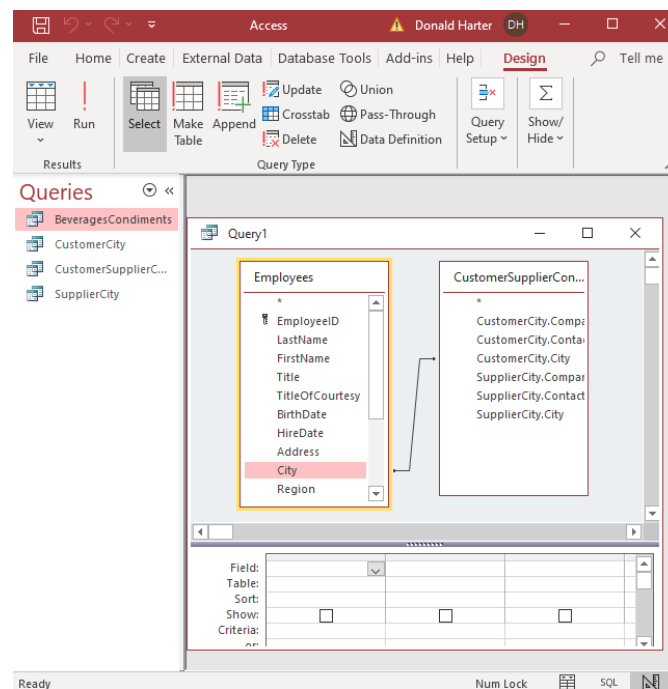 Access Donald Harter DH
File Home Create External Data Database Tools Add-ins Help Design Tell me
View Run Select Make Table Append Update Crosstab Delete Union Pass-Through Data Definition Query Setup Show/ Hide
Results Query Type
Queries
BeveragesCondiments
CustomerCity
CustomerSupplierC...
SupplierCity
Query1
Employees
*
EmployeeID
LastName
FirstName
Title
TitleOfCourtesy
BirthDate
HireDate
Address
City
Region
CustomerSupplierCon...
*
CustomerCity.Compa
CustomerCity.Conta
CustomerCity.City
SupplierCity.Compar
SupplierCity.Contact
SupplierCity.City
Field:
Table:
Sort:
Show:
Criteria:
or:
Ready Num Lock SQL